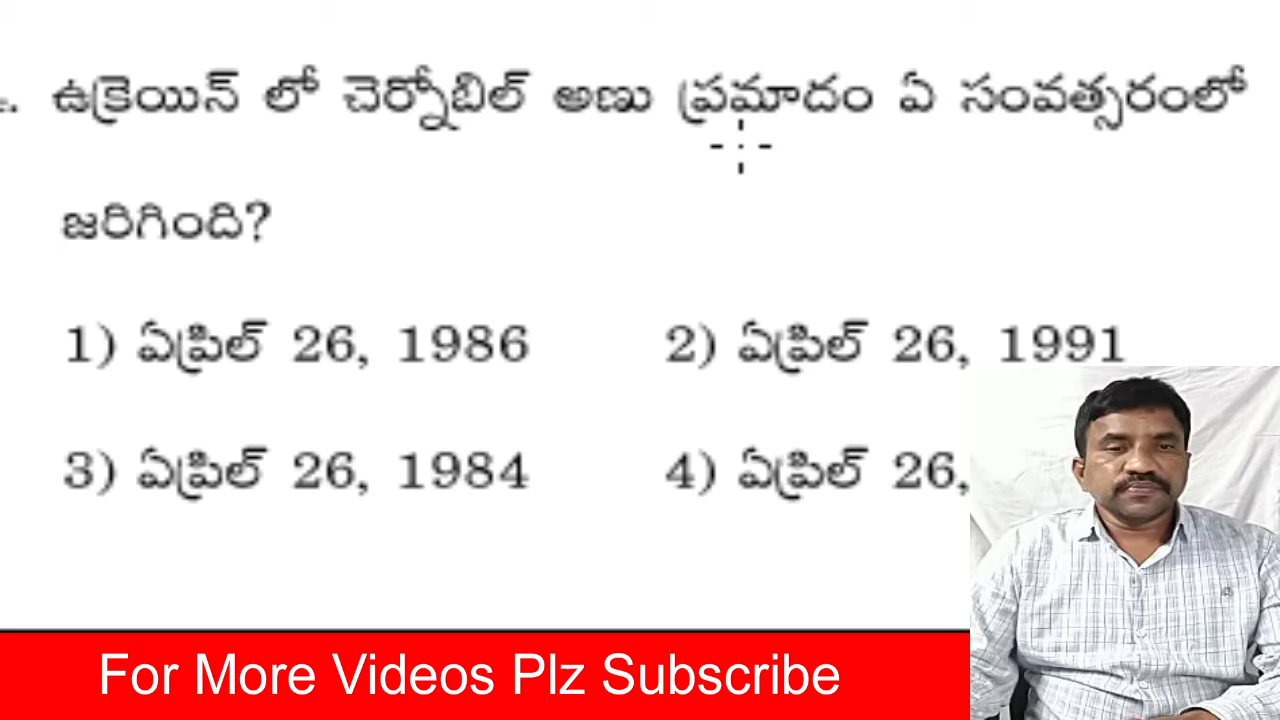 ఉక్రెయిన్ లో చెర్నోబిల్ అణు ప్రమాదం ఏ సంవత్సరంలో
జరిగింది?
1) ఏప్రిల్ 26, 1986 2) ఏప్రిల్ 26, 1991
3) ఏప్రిల్ 26, 1984 4) ఏప్రిల్ 26,
For More Videos Plz Subscribe